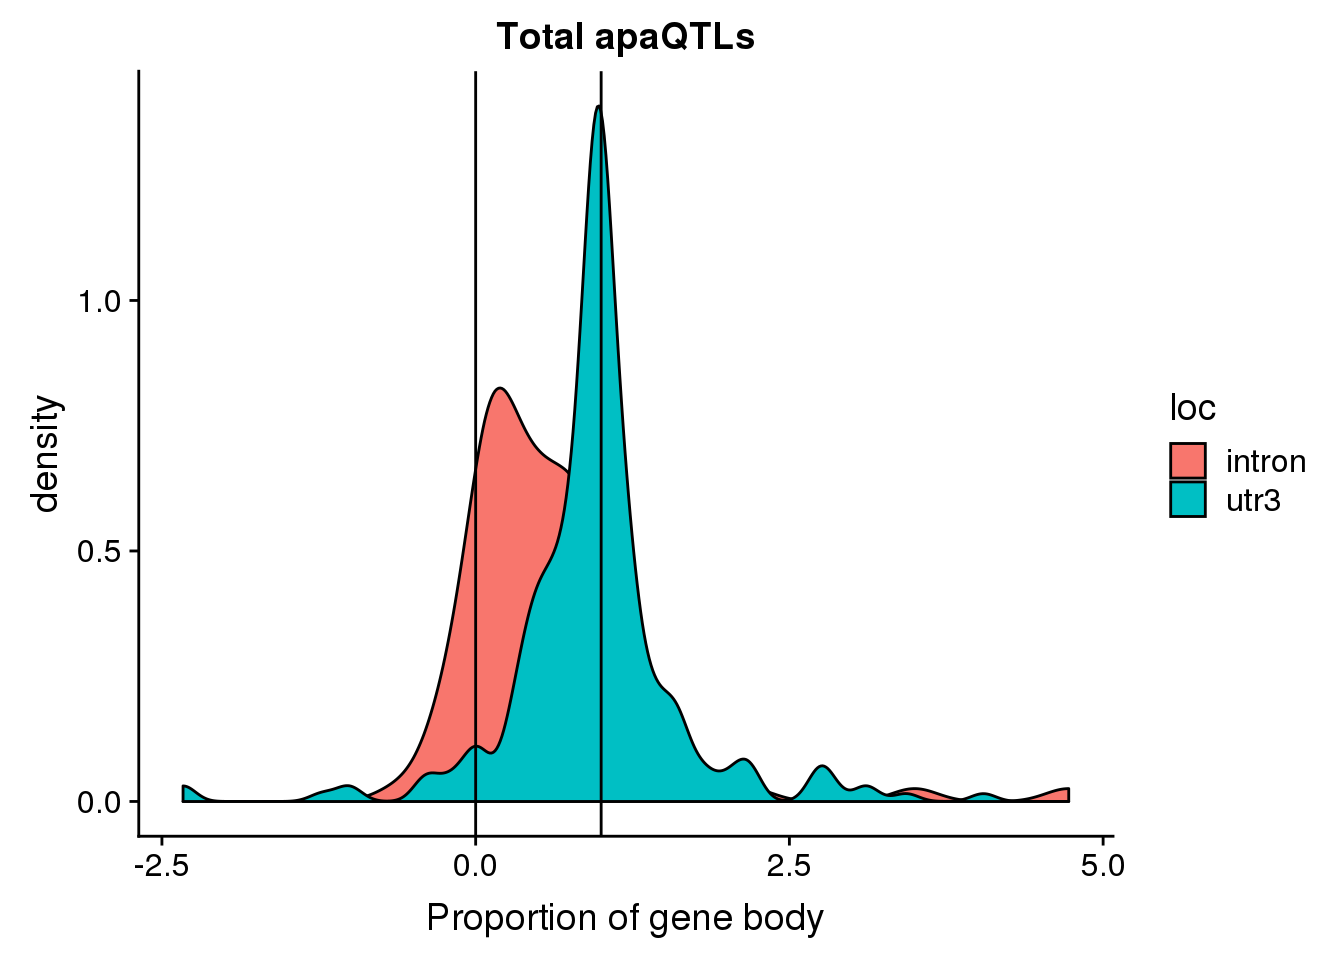 Total apaQTLs
density
1.0
0.5
0.0
-2.5
0.0
2.5
5.0
Proportion of gene body
loc
intron
utr3